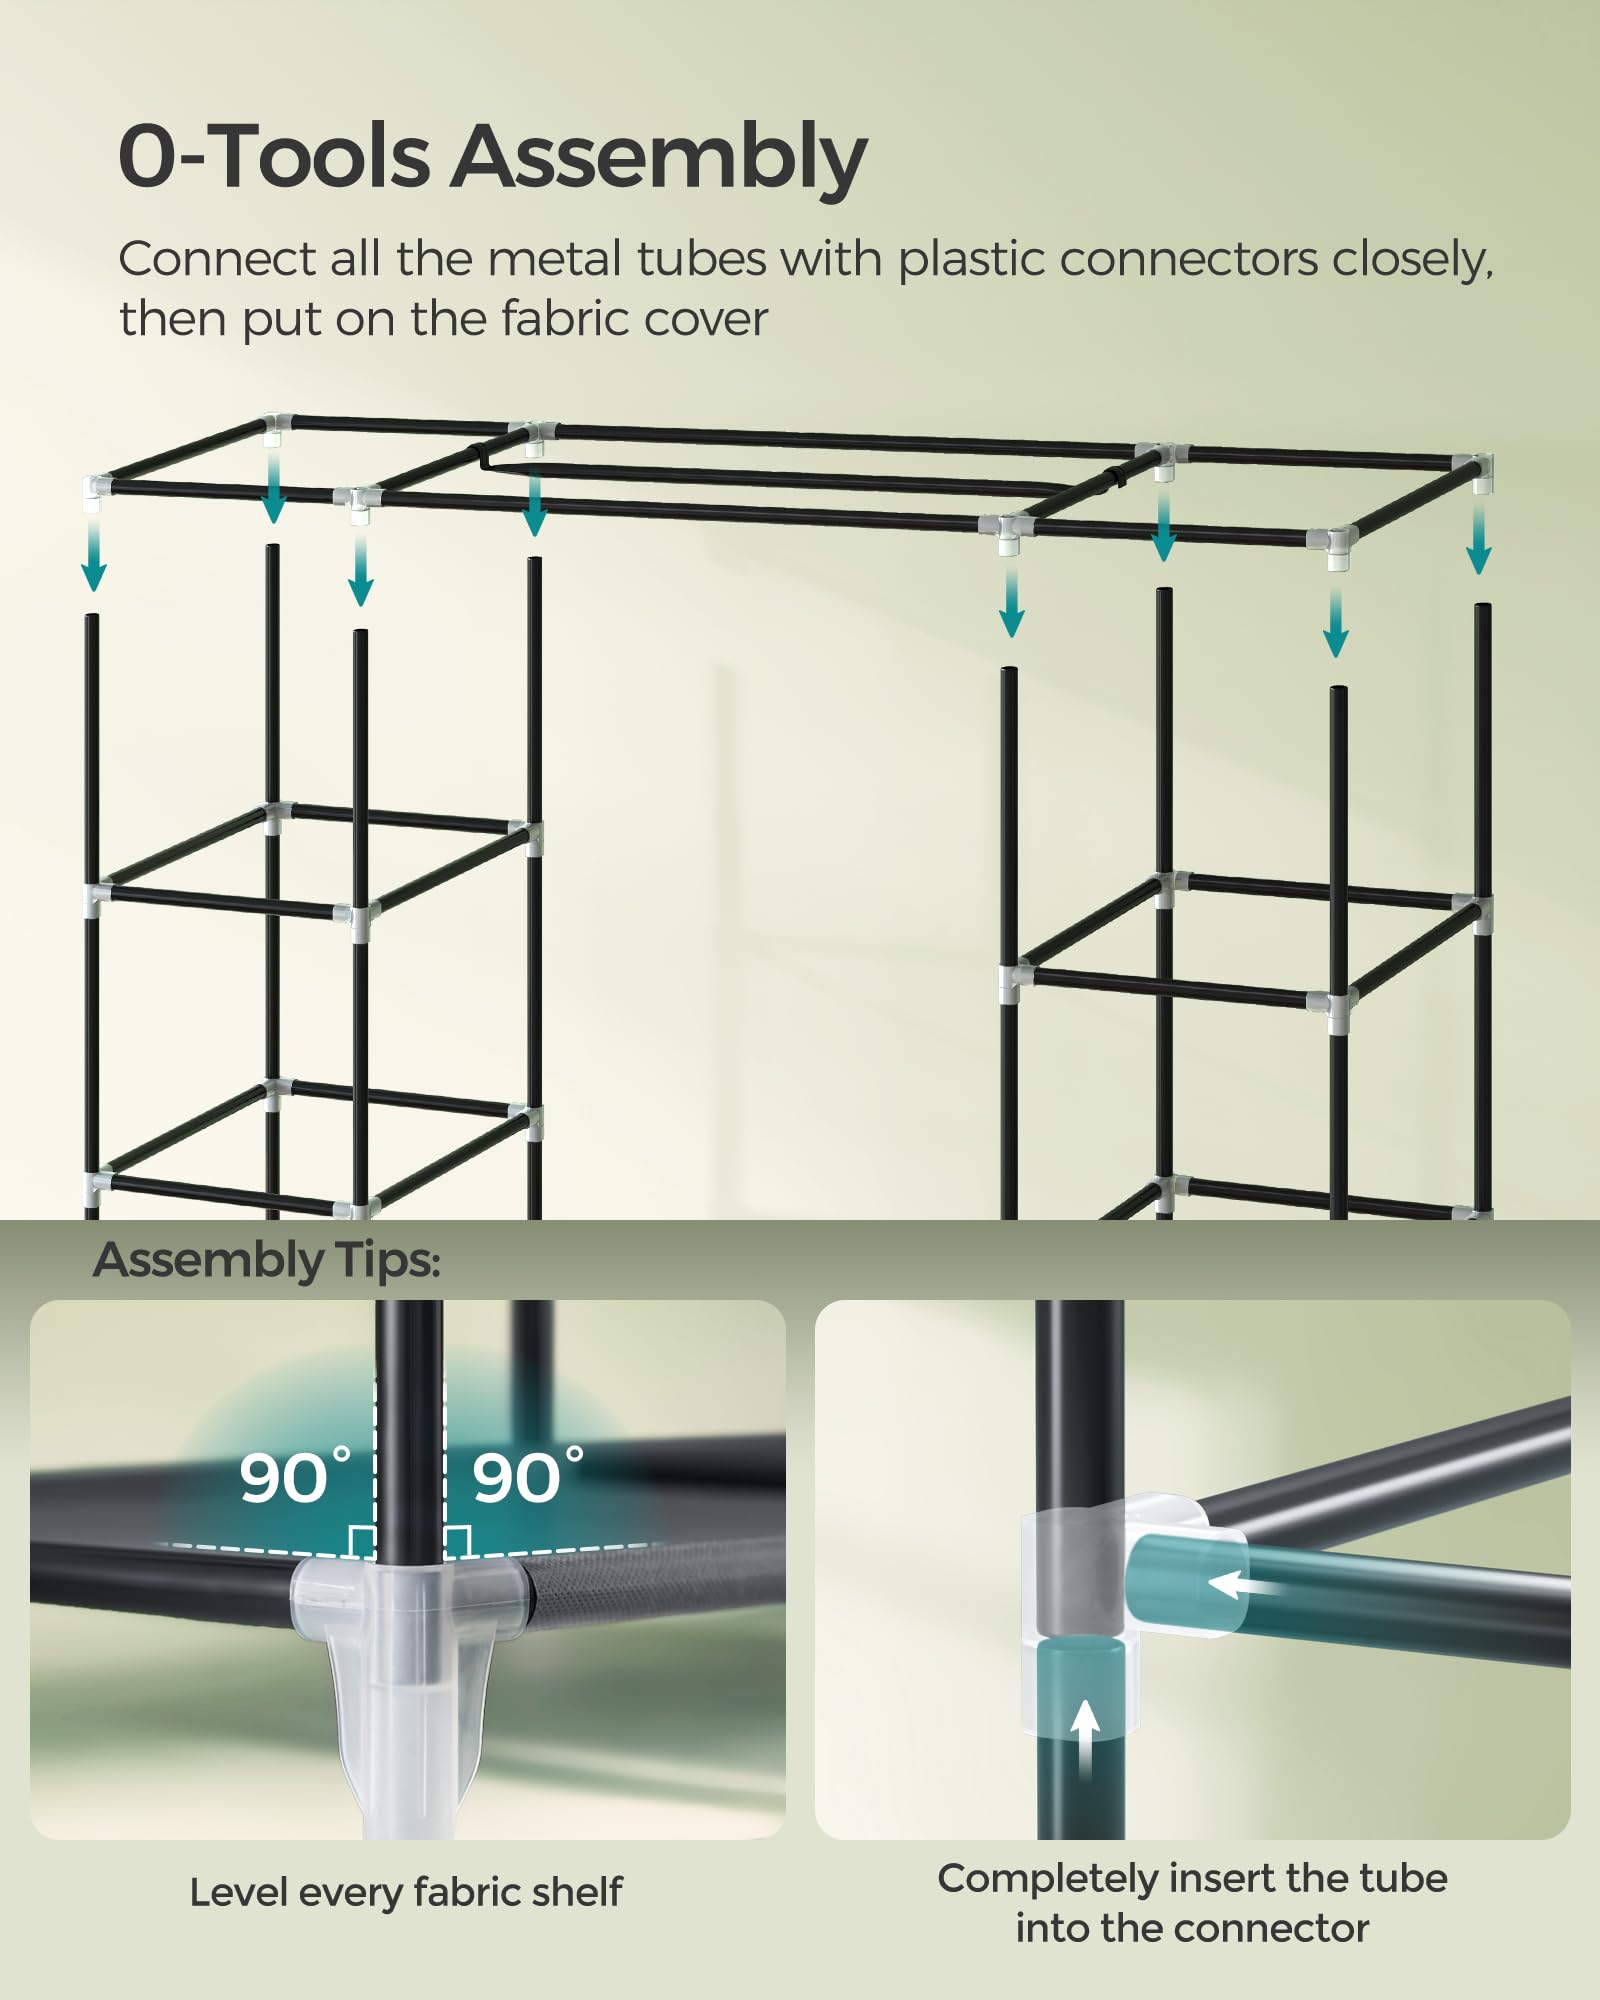 0-Tools Assembly
Connect all the metal tubes with plastic connectors closely,
then put on the fabric cover
Assembly Tips:
90° 90°
Level every fabric shelf
Completely insert the tube
into the connector